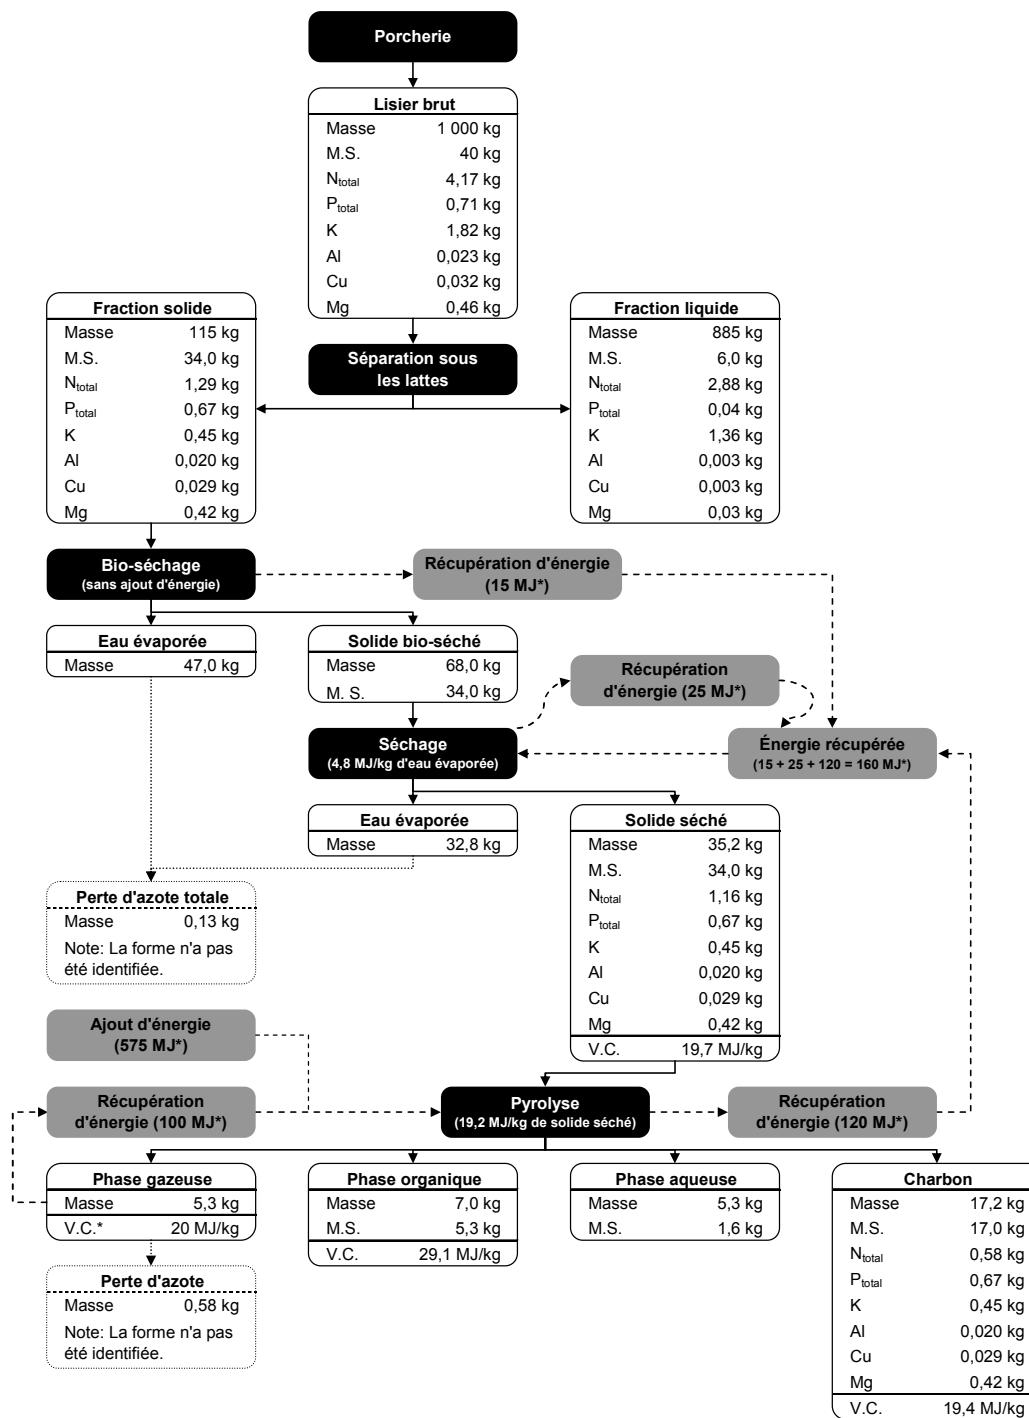 Porcherie
Lisier brut
Masse 1 000 kg
M.S. 40 kg
Ntotal 4,17 kg
Ptotal 0,71 kg
K 1,82 kg
Al 0,023 kg
Cu 0,032 kg
Mg 0,46 kg
Séparation sous
les lattes
Fraction solide
Masse 115 kg
M.S. 34,0 kg
Ntotal 1,29 kg
Ptotal 0,67 kg
K 0,45 kg
Al 0,020 kg
Cu 0,029 kg
Mg 0,42 kg
Fraction liquide
Masse 885 kg
M.S. 6,0 kg
Ntotal 2,88 kg
Ptotal 0,04 kg
K 1,36 kg
Al 0,003 kg
Cu 0,003 kg
Mg 0,03 kg
Bio-séchage
(sans ajout d'énergie)
Récupération d'énergie
(15 MJ*)
Eau évaporée
Masse 47,0 kg
Solide bio-séché
Masse 68,0 kg
M. S. 34,0 kg
Récupération
d'énergie (25 MJ*)
Séchage
(4,8 MJ/kg d'eau évaporée)
Énergie récupérée
(15 + 25 + 120 = 160 MJ*)
Eau évaporée
Masse 32,8 kg
Solide séché
Masse 35,2 kg
M.S. 34,0 kg
Ntotal 1,16 kg
Ptotal 0,67 kg
K 0,45 kg
Al 0,020 kg
Cu 0,029 kg
Mg 0,42 kg
V.C. 19,7 MJ/kg
Perte d'azote totale
Masse 0,13 kg
Note: La forme n'a pas
été identifiée.
Ajout d'énergie
(575 MJ*)
Récupération
d'énergie (100 MJ*)
Pyrolyse
(19,2 MJ/kg de solide séché)
Récupération
d'énergie (120 MJ*)
Phase gazeuse
Masse 5,3 kg
V.C.* 20 MJ/kg
Phase organique
Masse 7,0 kg
M.S. 5,3 kg
V.C. 29,1 MJ/kg
Phase aqueuse
Masse 5,3 kg
M.S. 1,6 kg
Charbon
Masse 17,2 kg
M.S. 17,0 kg
Ntotal 0,58 kg
Ptotal 0,67 kg
K 0,45 kg
Al 0,020 kg
Cu 0,029 kg
Mg 0,42 kg
V.C. 19,4 MJ/kg
Perte d'azote
Masse 0,58 kg
Note: La forme n'a pas
été identifiée.